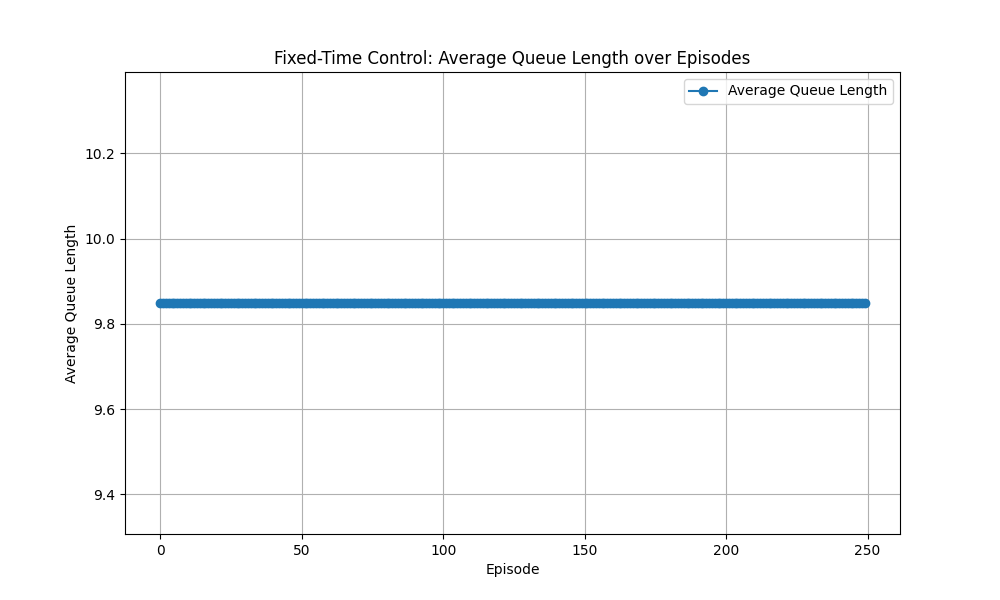 Fixed-Time Control: Average Queue Length over Episodes
Average Queue Length
10.2
10.0
9.8
9.6
9.4
Average Queue Length
0 50 100 150 200 250
Episode